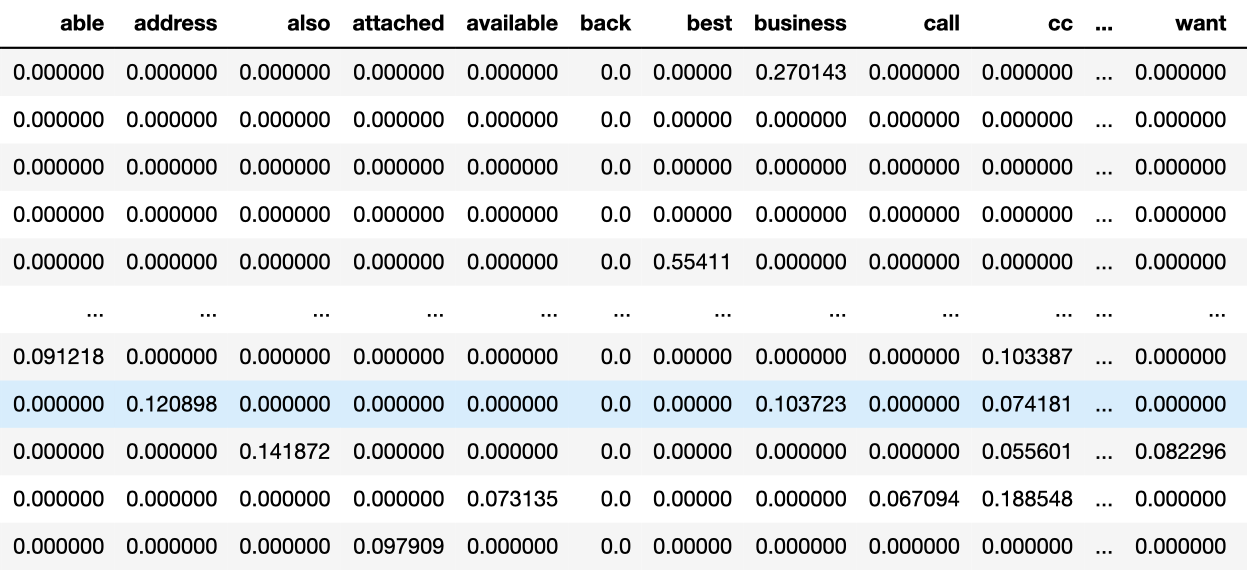 able address also attached available back best business call cc ... want
0.000000 0.000000 0.000000 0.000000 0.000000 0.0 0.00000 0.270143 0.000000 0.000000 ... 0.000000
0.000000 0.000000 0.000000 0.000000 0.000000 0.0 0.00000 0.000000 0.000000 0.000000 ... 0.000000
0.000000 0.000000 0.000000 0.000000 0.000000 0.0 0.00000 0.000000 0.000000 0.000000 ... 0.000000
0.000000 0.000000 0.000000 0.000000 0.000000 0.0 0.00000 0.000000 0.000000 0.000000 ... 0.000000
0.000000 0.000000 0.000000 0.000000 0.000000 0.0 0.55411 0.000000 0.000000 0.000000 ... 0.000000
... ... ... ... ... ... ... ... ... ... ... ...
0.091218 0.000000 0.000000 0.000000 0.000000 0.0 0.00000 0.000000 0.000000 0.103387 ... 0.000000
0.000000 0.120898 0.000000 0.000000 0.000000 0.0 0.00000 0.103723 0.000000 0.074181 ... 0.000000
0.000000 0.000000 0.141872 0.000000 0.000000 0.0 0.00000 0.000000 0.000000 0.055601 ... 0.082296
0.000000 0.000000 0.000000 0.000000 0.073135 0.0 0.00000 0.000000 0.067094 0.188548 ... 0.000000
0.000000 0.000000 0.000000 0.097909 0.000000 0.0 0.00000 0.000000 0.000000 0.000000 ... 0.000000